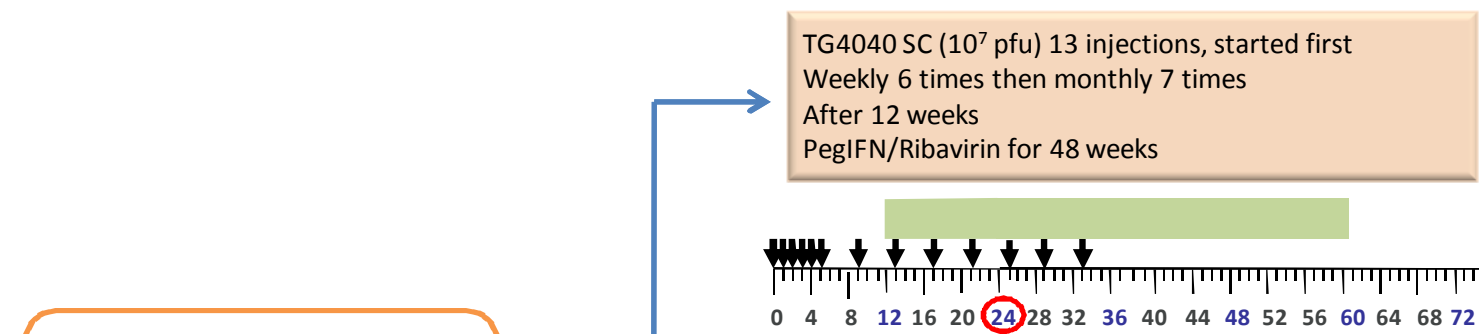 TG4040 SC (10⁷ pfu) 13 injections, started first
Weekly 6 times then monthly 7 times
After 12 weeks
PegIFN/Ribavirin for 48 weeks
0 4 8 12 16 20 24 28 32 36 40 44 48 52 56 60 64 68 72